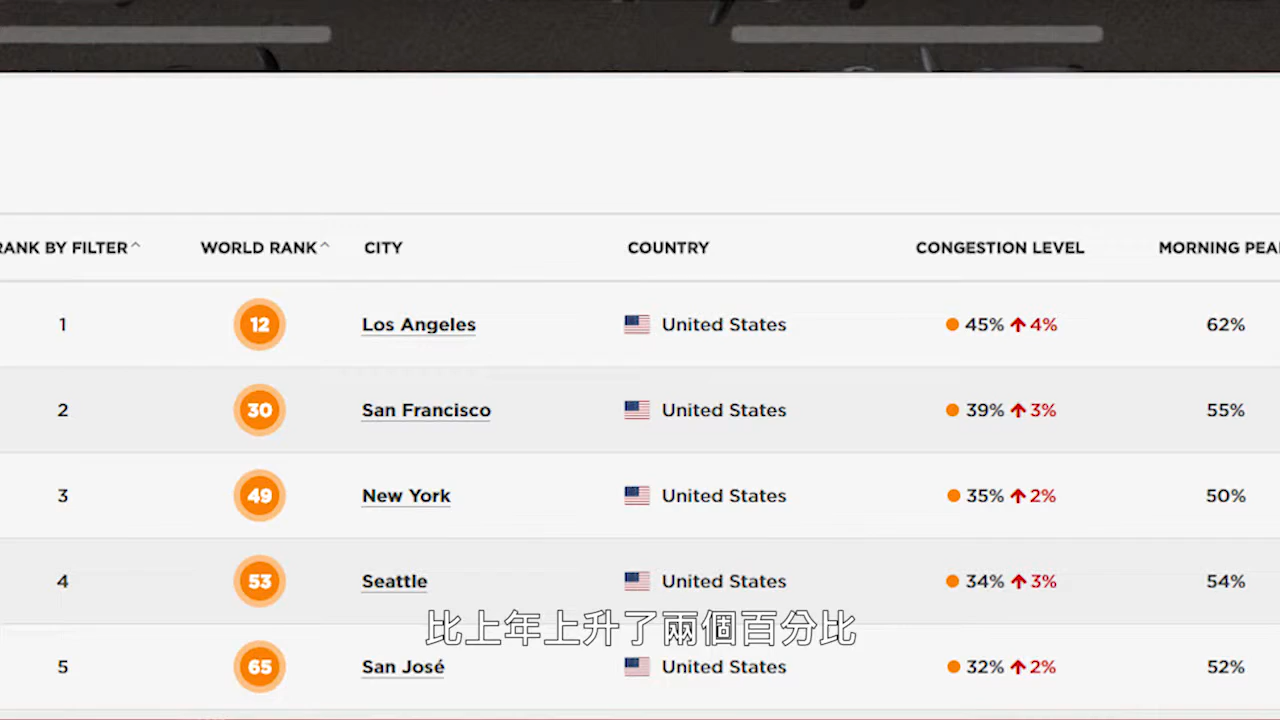 RANK BY FILTER^ WORLD RANK^ CITY COUNTRY CONGESTION LEVEL MORNING PEA
1 12 Los Angeles United States 45% ↑ 4% 62%
2 30 San Francisco United States 39% ↑ 3% 55%
3 49 New York United States 35% ↑ 2% 50%
4 53 Seattle United States 34% ↑ 3% 54%
比上年上升了兩個百分比
5 65 San José United States 32% ↑ 2% 52%